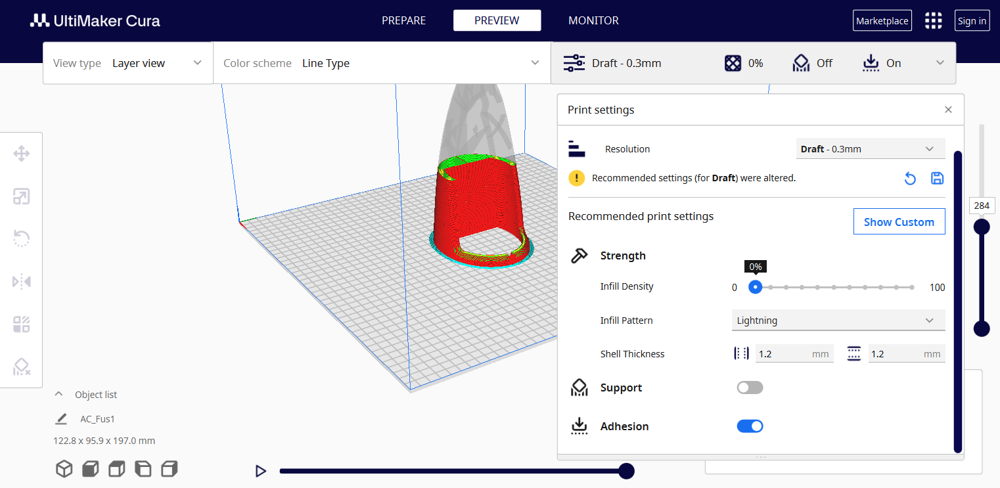 UltiMaker Cura
PREPARE
PREVIEW
MONITOR
Marketplace
Sign in
View type
Layer view
Color scheme
Line Type
Draft - 0.3mm
0%
Off
On
Print settings
Resolution
Draft - 0.3mm
Recommended settings (for Draft) were altered.
Recommended print settings
Show Custom
284
Strength
0%
Infill Density
0
100
Infill Pattern
Lightning
Shell Thickness
1.2 mm
1.2 mm
Support
Adhesion
Object list
AC_Fus1
122.8 x 95.9 x 197.0 mm